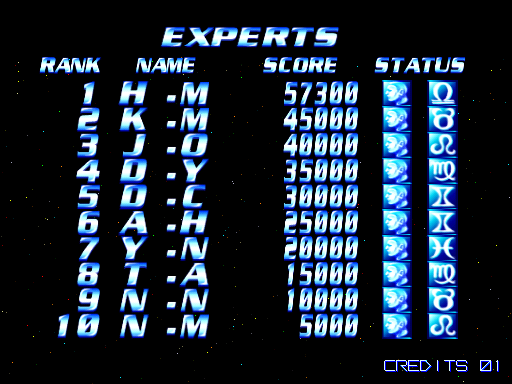 EXPERTS
RANK NAME SCORE STATUS
1 H .M 57300 ♎
2 K .M 45000 ♉
3 J .O 40000 ♌
4 D .Y 35000 ♍
5 D .C 30000 ♊
6 A .H 25000 ♊
7 Y .N 20000 ♓
8 T .A 15000 ♍
9 N .N 10000 ♉
10 N .M 5000 ♌
CREDITS 01